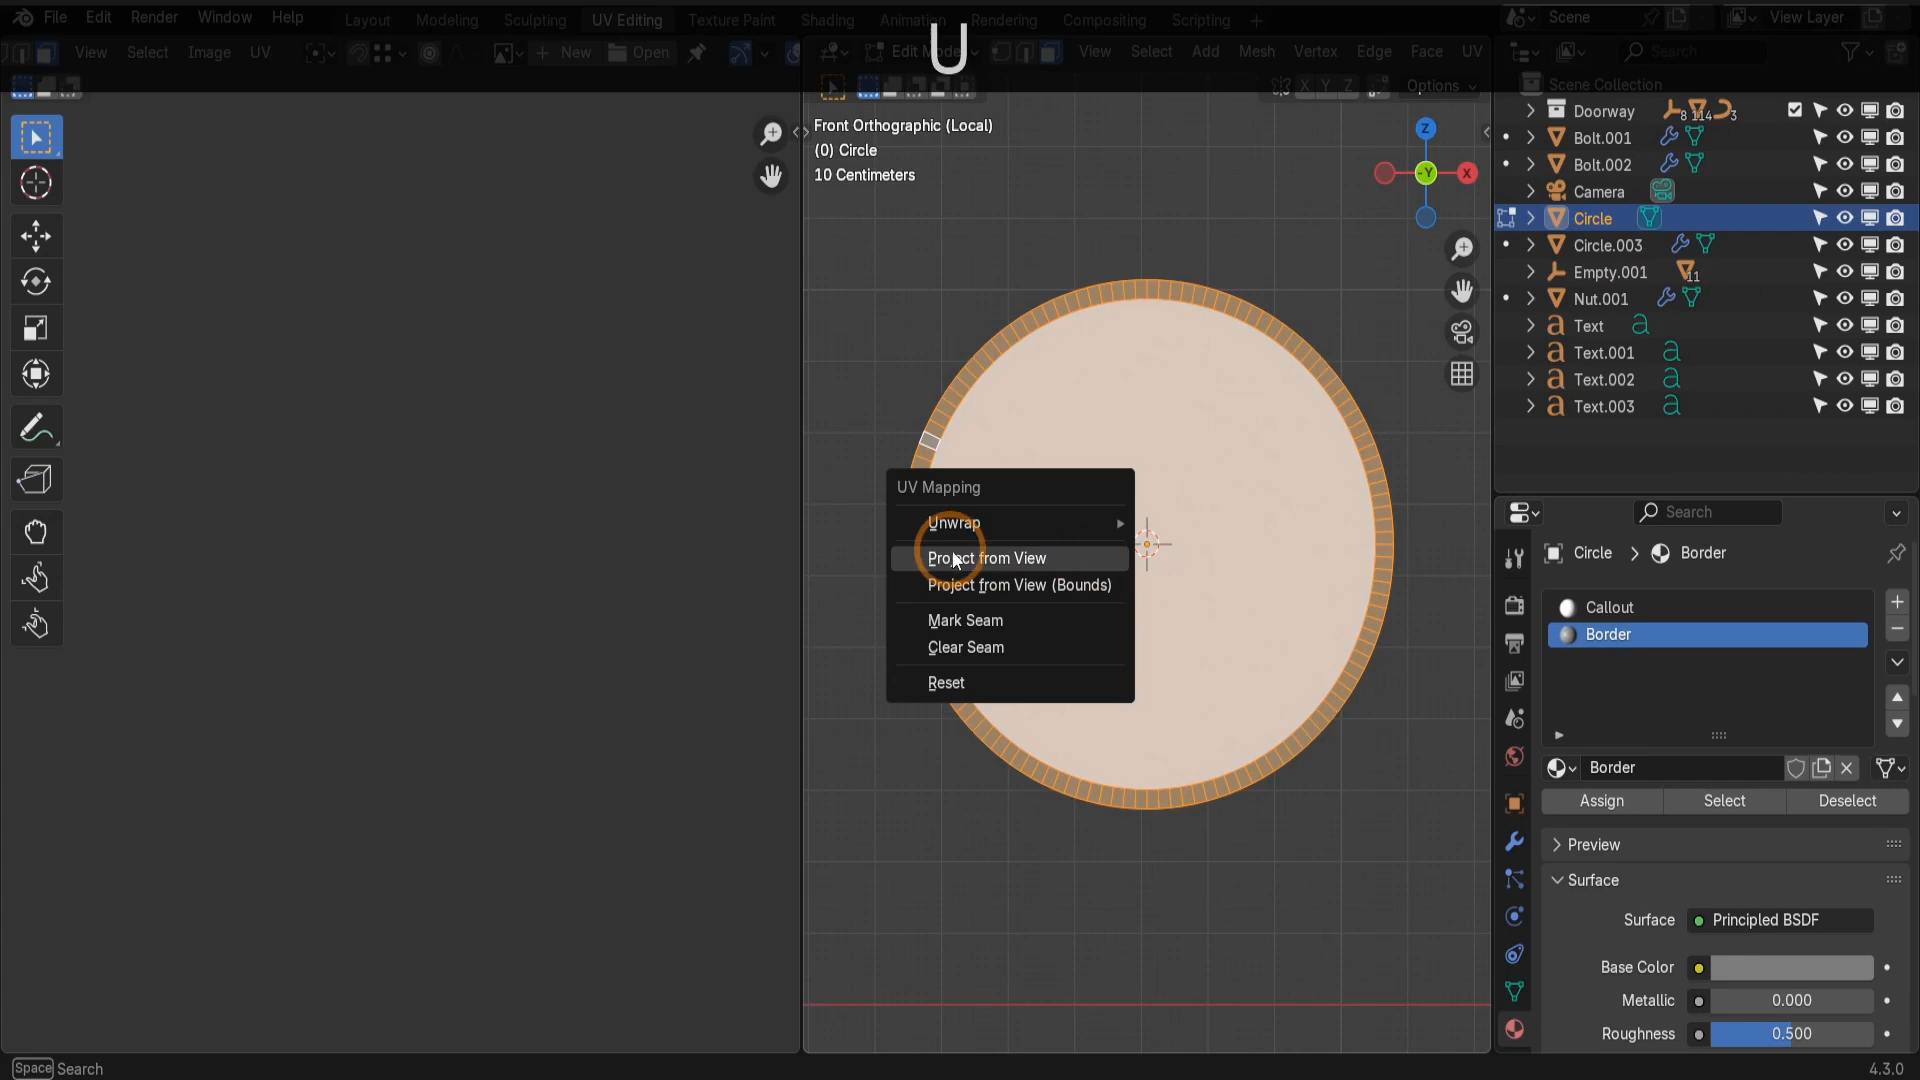 File Edit Render Window Help
Layout Modeling Sculpting UV Editing Texture Paint Shading Animation Rendering Compositing Scripting +
Scene
View Layer
U
View Select Image UV
New Open
View Select Add Mesh Vertex Edge Face UV
Search
X Y Z
Options
Scene Collection
Front Orthographic (Local)
(0) Circle
10 Centimeters
Z
-Y
X
Doorway 8 114 3
Bolt.001
Bolt.002
Camera
Circle
Circle.003
Empty.001 11
Nut.001
Text
Text.001
Text.002
Text.003
UV Mapping
Unwrap
Project from View
Project from View (Bounds)
Mark Seam
Clear Seam
Reset
Search
Circle > Border
Callout
Border
Border
Assign Select Deselect
Preview
Surface
Surface Principled BSDF
Base Color
Metallic 0.000
Roughness 0.500
Space Search
4.3.0